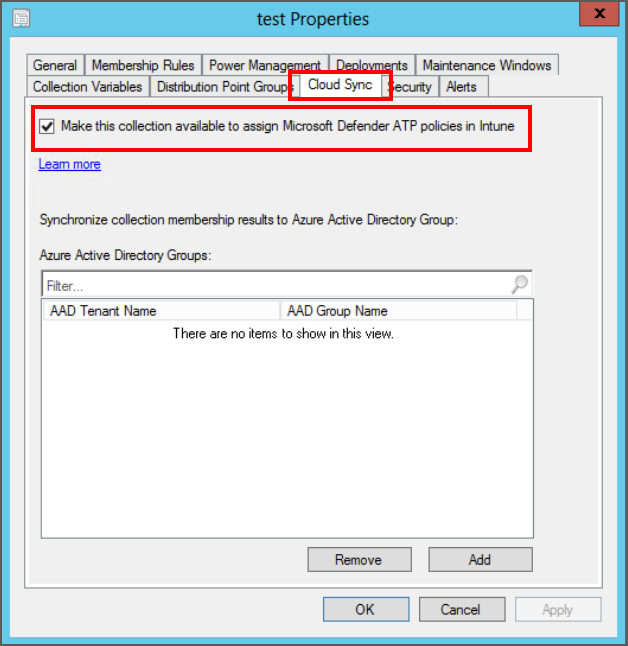 test Properties
x
General Membership Rules Power Management Deployments Maintenance Windows
Collection Variables Distribution Point Groups Cloud Sync Security Alerts
Make this collection available to assign Microsoft Defender ATP policies in Intune
Learn more
Synchronize collection membership results to Azure Active Directory Group:
Azure Active Directory Groups:
Filter...
AAD Tenant Name AAD Group Name
There are no items to show in this view.
Remove Add
OK Cancel Apply